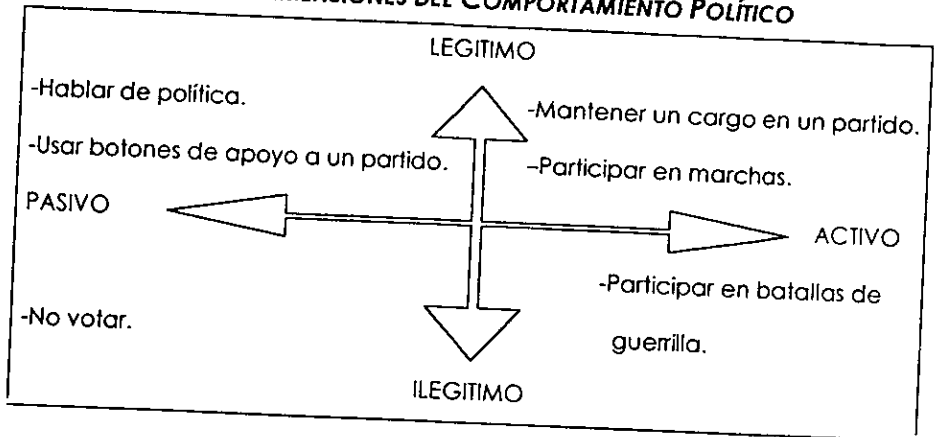 DEL COMPORTAMIENTO POLÍTICO
LEGITIMO
-Hablar de política.
-Mantener un cargo en un partido.
-Usar botones de apoyo a un partido.
-Participar en marchas.
PASIVO
ACTIVO
-Participar en batallas de
guerrilla.
-No votar.
ILEGITIMO